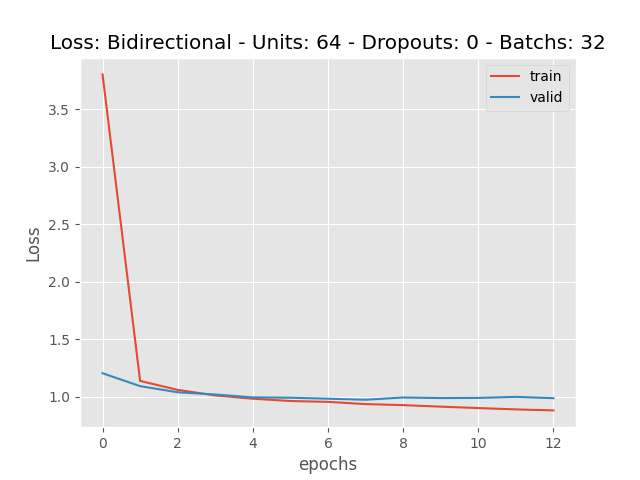 Loss: Bidirectional - Units: 64 - Dropouts: 0 - Batchs: 32
train
valid
3.5
3.0
2.5
2.0
1.5
1.0
Loss
0 2 4 6 8 10 12
epochs